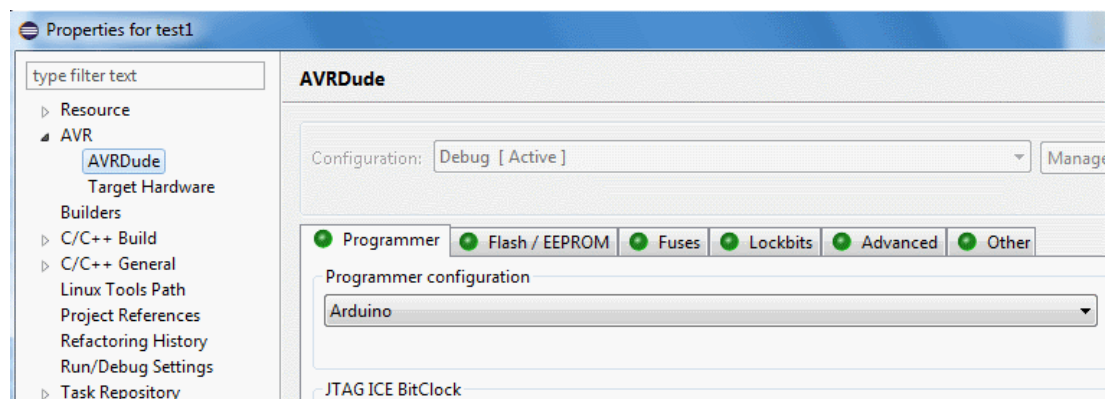 Properties for test1
type filter text
Resource
AVR
AVRDude
Target Hardware
Builders
C/C++ Build
C/C++ General
Linux Tools Path
Project References
Refactoring History
Run/Debug Settings
Task Repository
AVRDude
Configuration: Debug [ Active ]
Programmer Flash / EEPROM Fuses Lockbits Advanced Other
Programmer configuration
Arduino
JTAG ICE BitClock